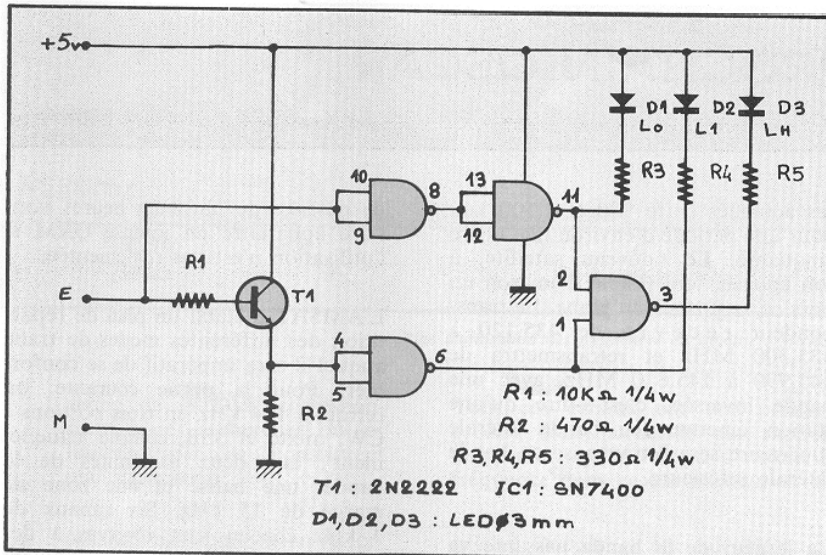 +5v
D1 D2 D3
L0 L1 LH
R3 R4 R5
10 8 13 11
9 12
R1
E T1
2 3
1
4 6
5
R2
M
R1 : 10KΩ 1/4w
R2 : 470Ω 1/4w
R3,R4,R5 : 330Ω 1/4w
T1 : 2N2222 IC1 : SN7400
D1,D2,D3 : LEDø3mm